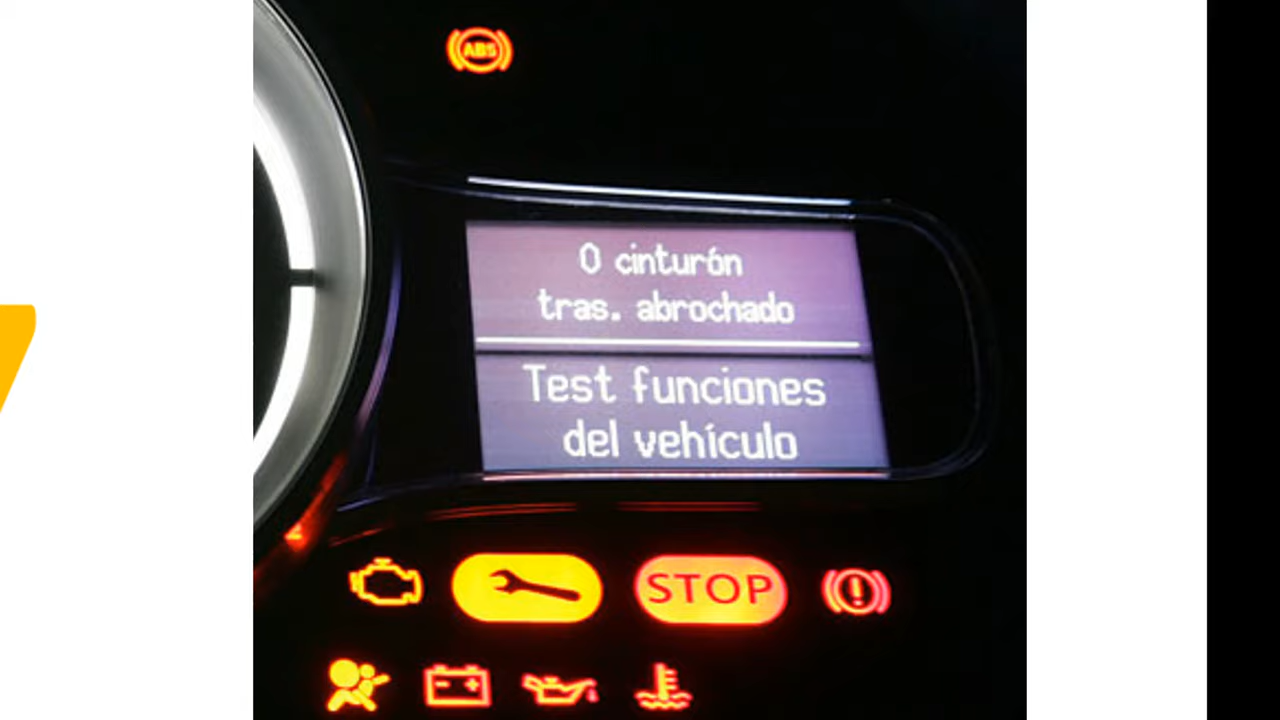 ABS
0 cinturón
tras. abrochado
Test funciones
del vehículo
STOP